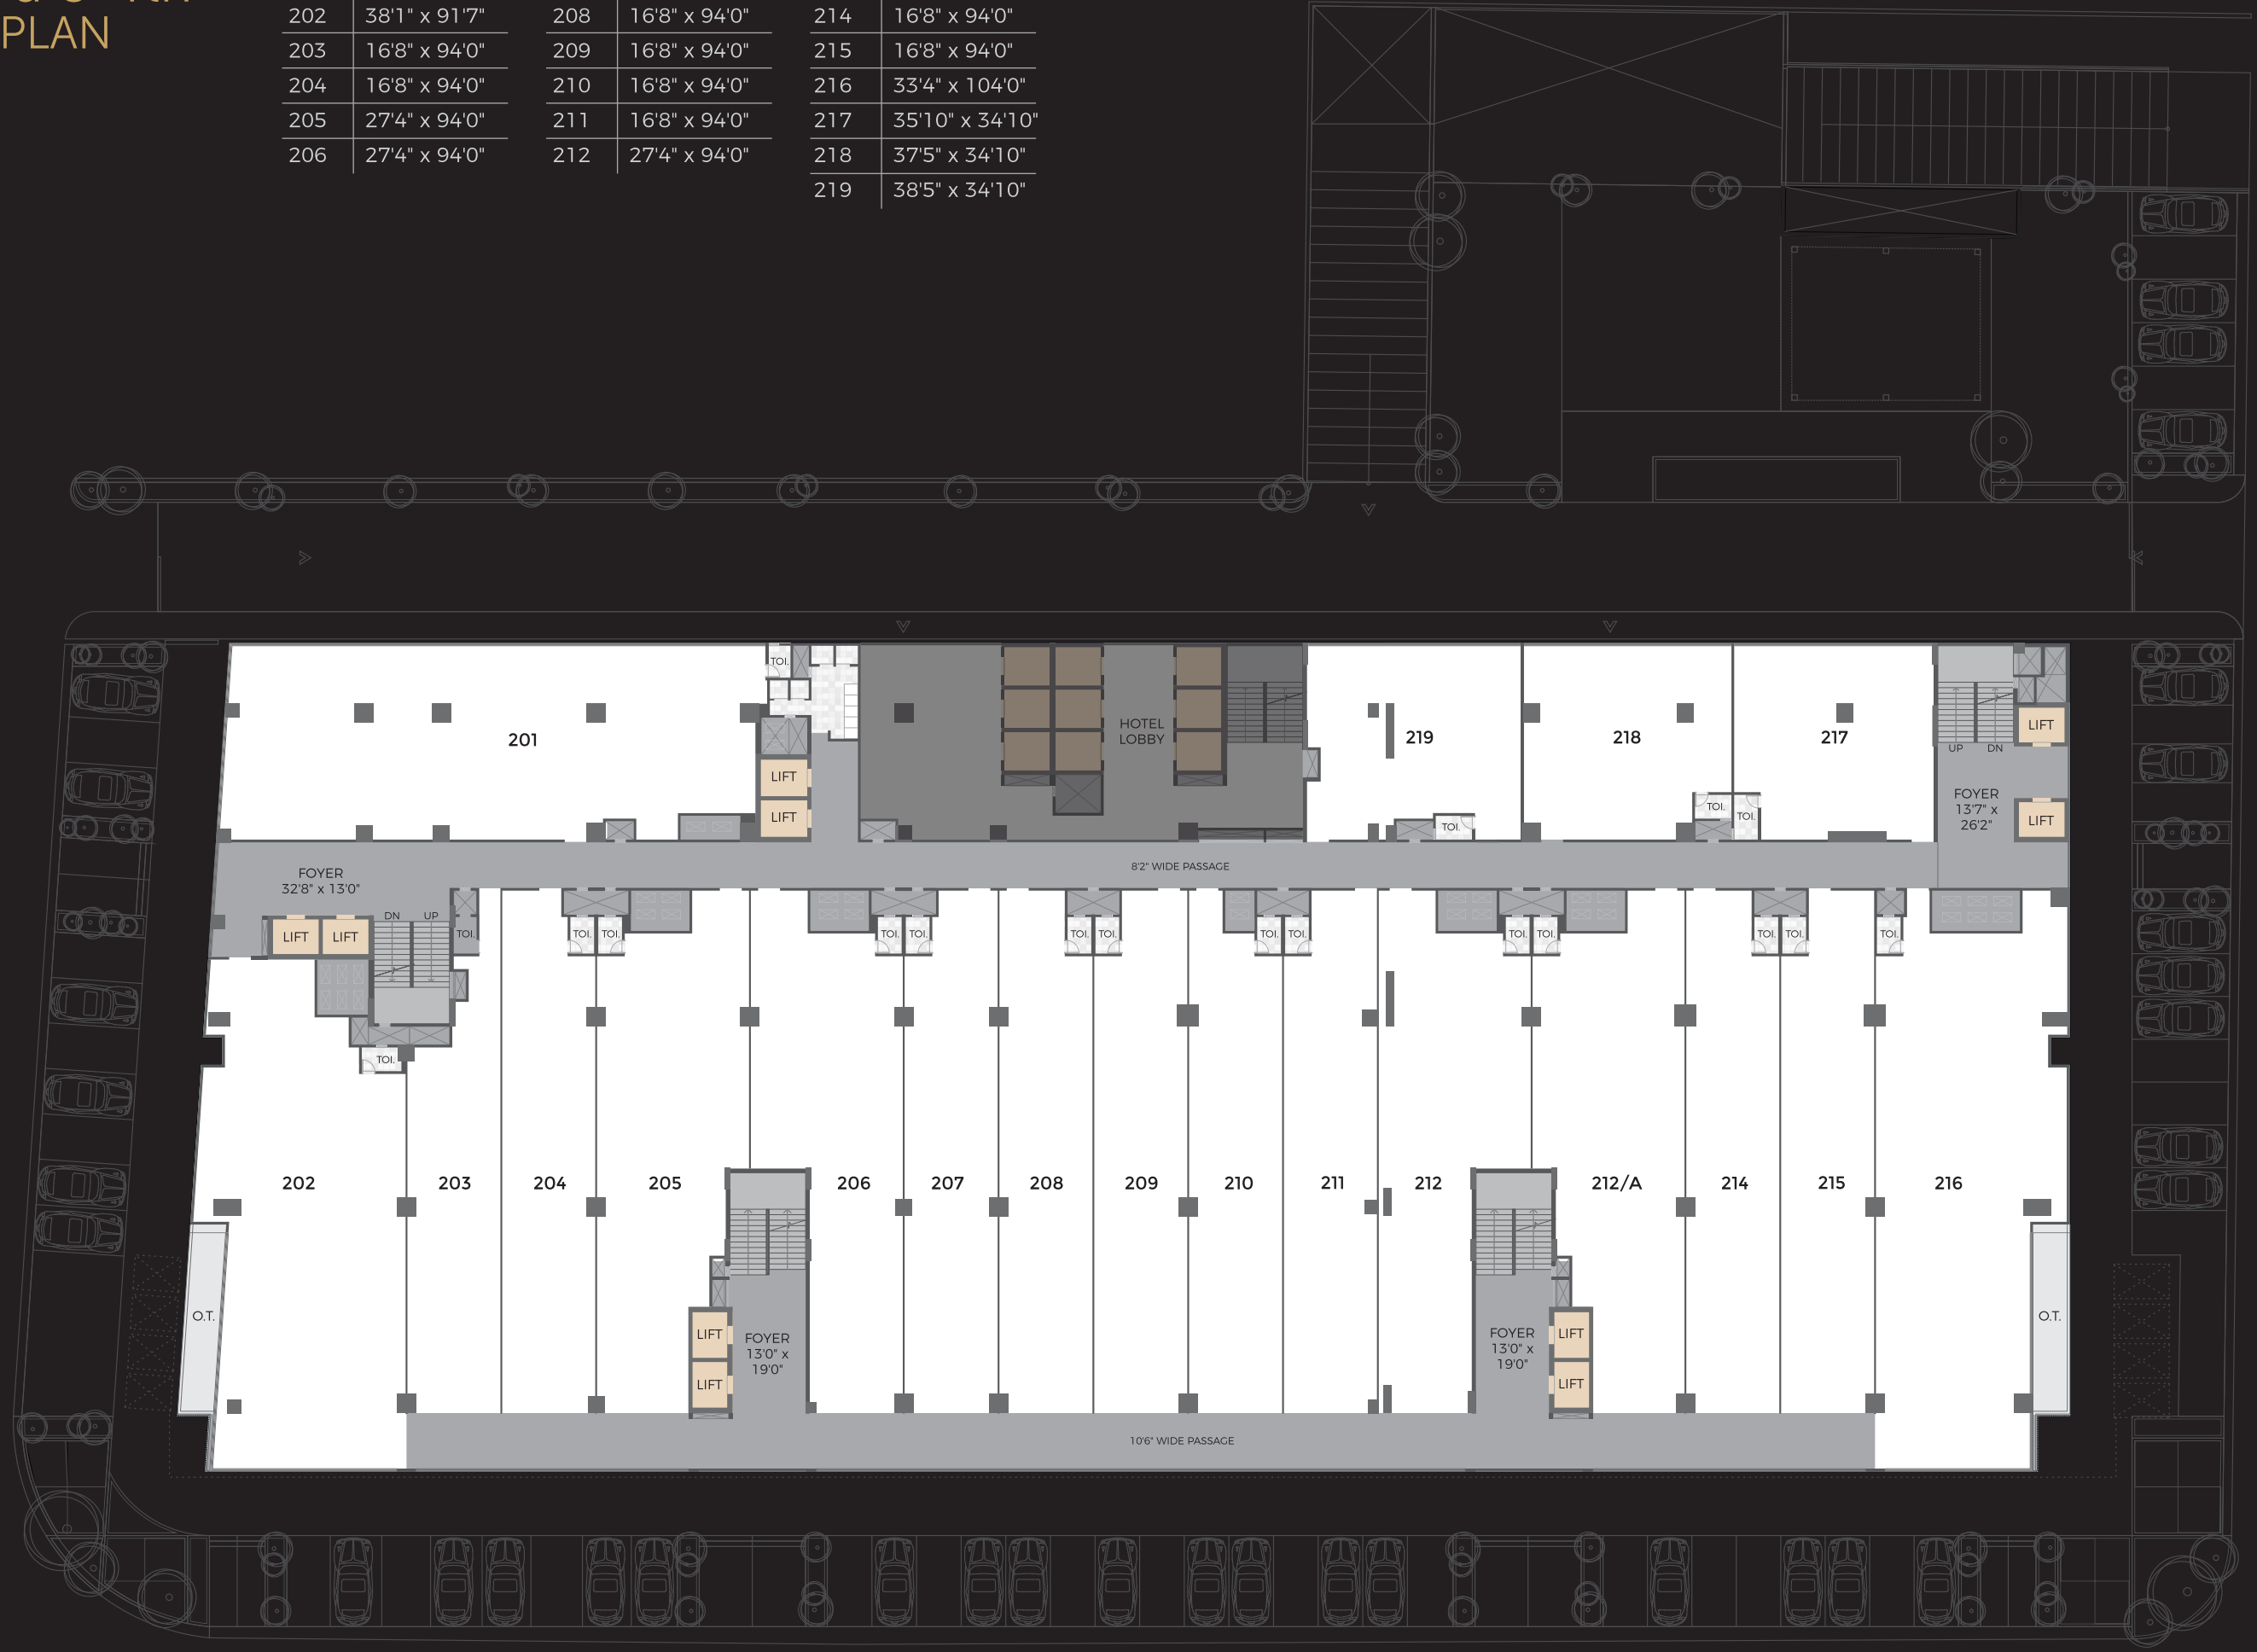 PLAN
202 38'1" x 91'7"
203 16'8" x 94'0"
204 16'8" x 94'0"
205 27'4" x 94'0"
206 27'4" x 94'0"
208 16'8" x 94'0"
209 16'8" x 94'0"
210 16'8" x 94'0"
211 16'8" x 94'0"
212 27'4" x 94'0"
214 16'8" x 94'0"
215 16'8" x 94'0"
216 33'4" x 104'0"
217 35'10" x 34'10"
218 37'5" x 34'10"
219 38'5" x 34'10"
TOI.
201
LIFT
LIFT
HOTEL
LOBBY
219
TOI.
218
TOI.
TOI.
217
UP DN
LIFT
FOYER
13'7" x
26'2"
LIFT
8'2" WIDE PASSAGE
FOYER
32'8" x 13'0"
LIFT LIFT
DN UP
TOI.
TOI. TOI.
TOI. TOI.
TOI. TOI.
TOI. TOI.
TOI. TOI.
TOI. TOI.
TOI.
TOI.
202 203 204 205 206 207 208 209 210 211 212 212/A 214 215 216
O.T.
LIFT
LIFT
FOYER
13'0" x
19'0"
FOYER
13'0" x
19'0"
LIFT
LIFT
O.T.
10'6" WIDE PASSAGE